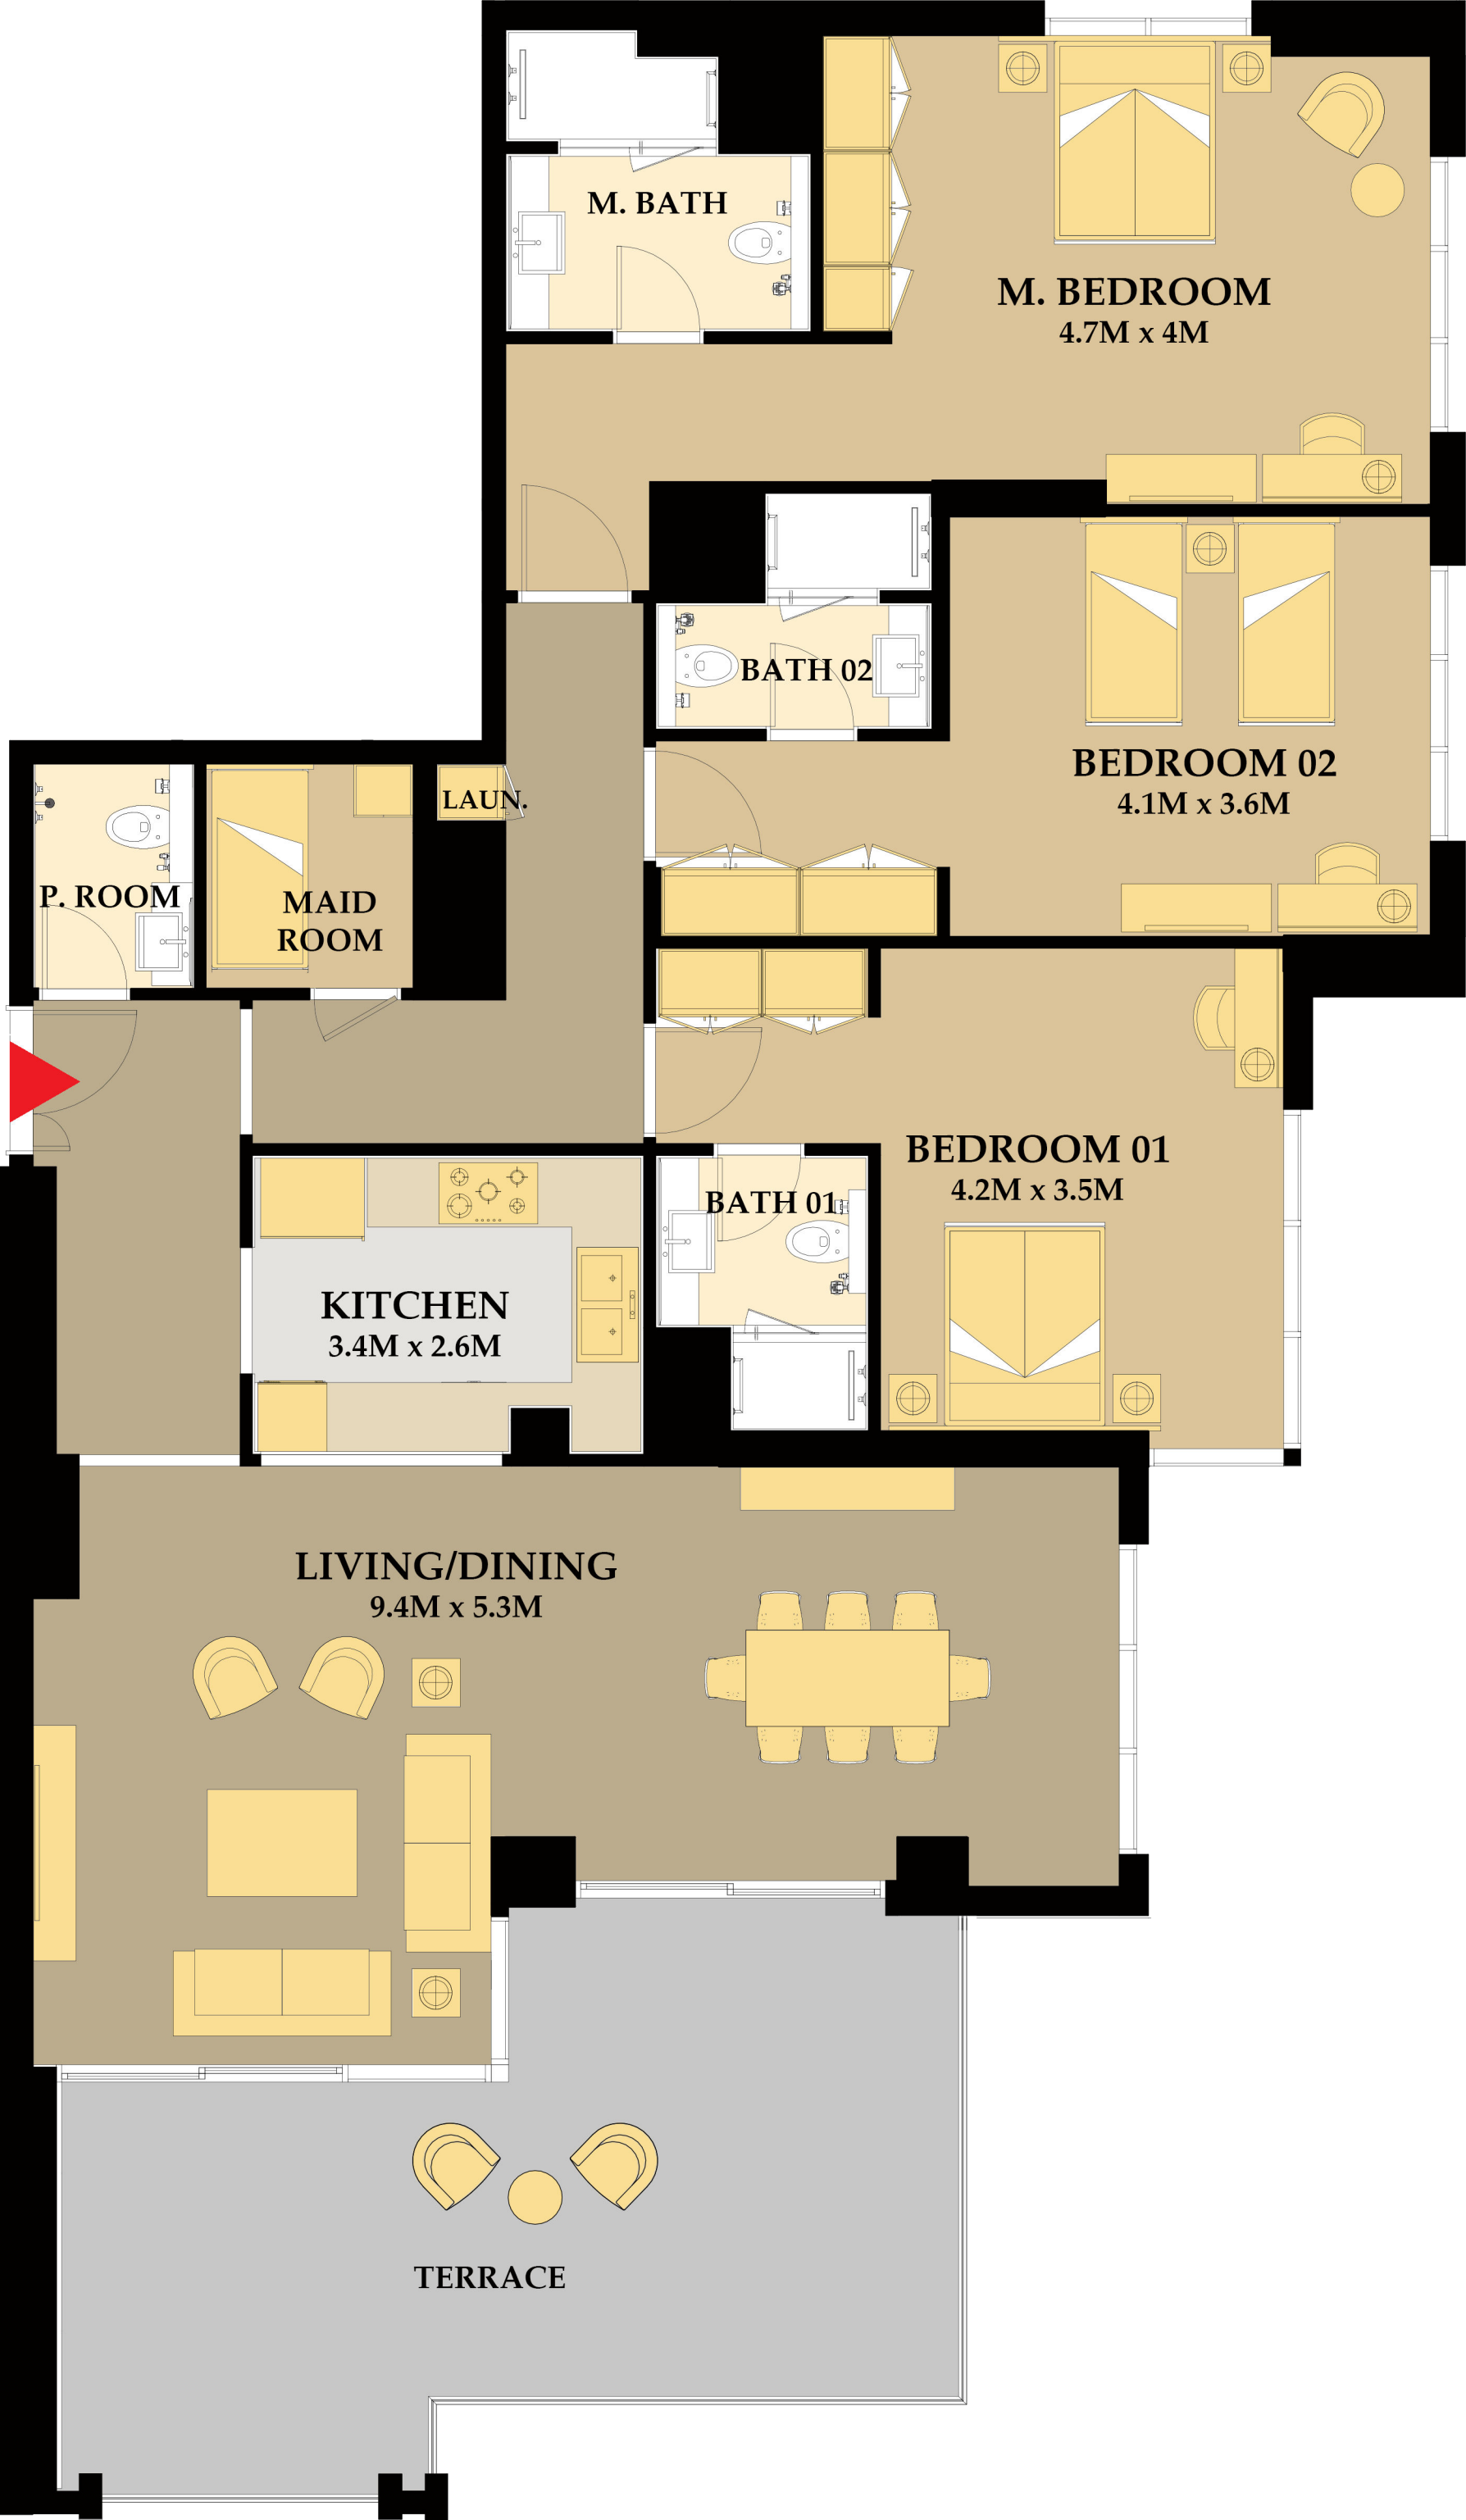 M. BATH
M. BEDROOM
4.7M x 4M
BATH 02
BEDROOM 02
4.1M x 3.6M
LAUN.
P. ROOM
MAID
ROOM
BEDROOM 01
4.2M x 3.5M
BATH 01
KITCHEN
3.4M x 2.6M
LIVING/DINING
9.4M x 5.3M
TERRACE